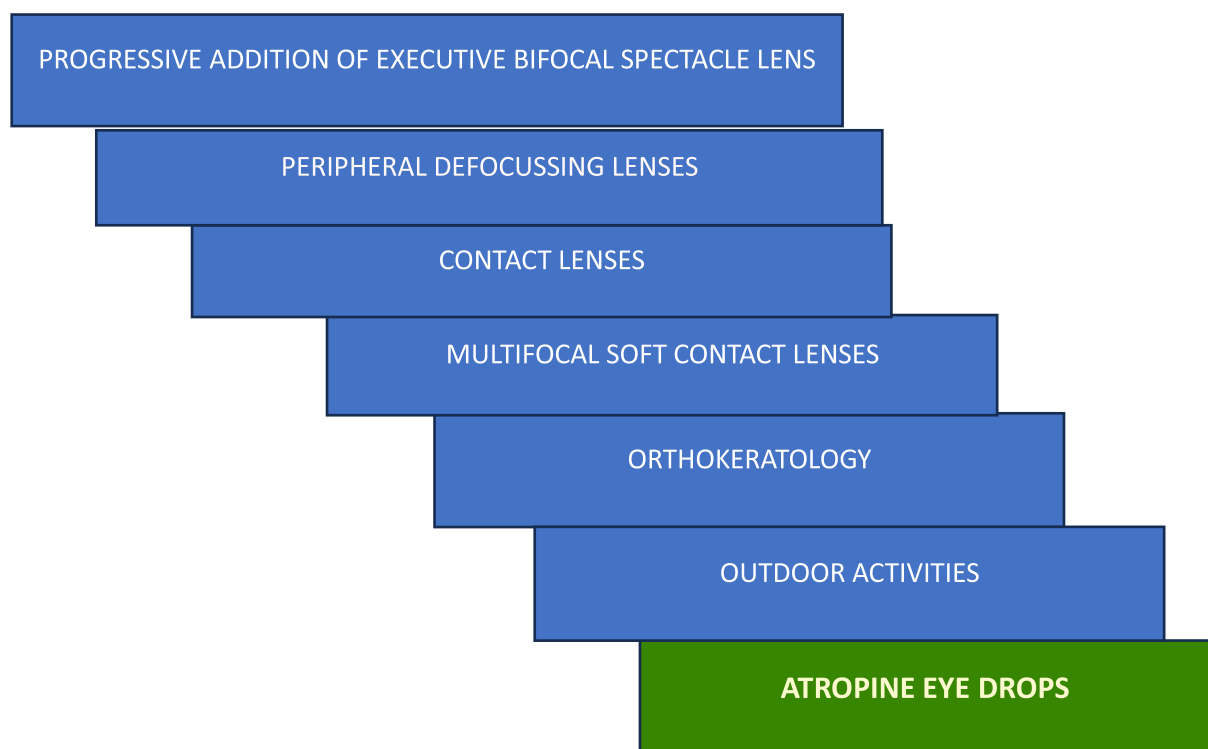 PROGRESSIVE ADDITION OF EXECUTIVE BIFOCAL SPECTACLE LENS
PERIPHERAL DEFOCUSSING LENSES
CONTACT LENSES
MULTIFOCAL SOFT CONTACT LENSES
ORTHOKERATOLOGY
OUTDOOR ACTIVITIES
ATROPINE EYE DROPS